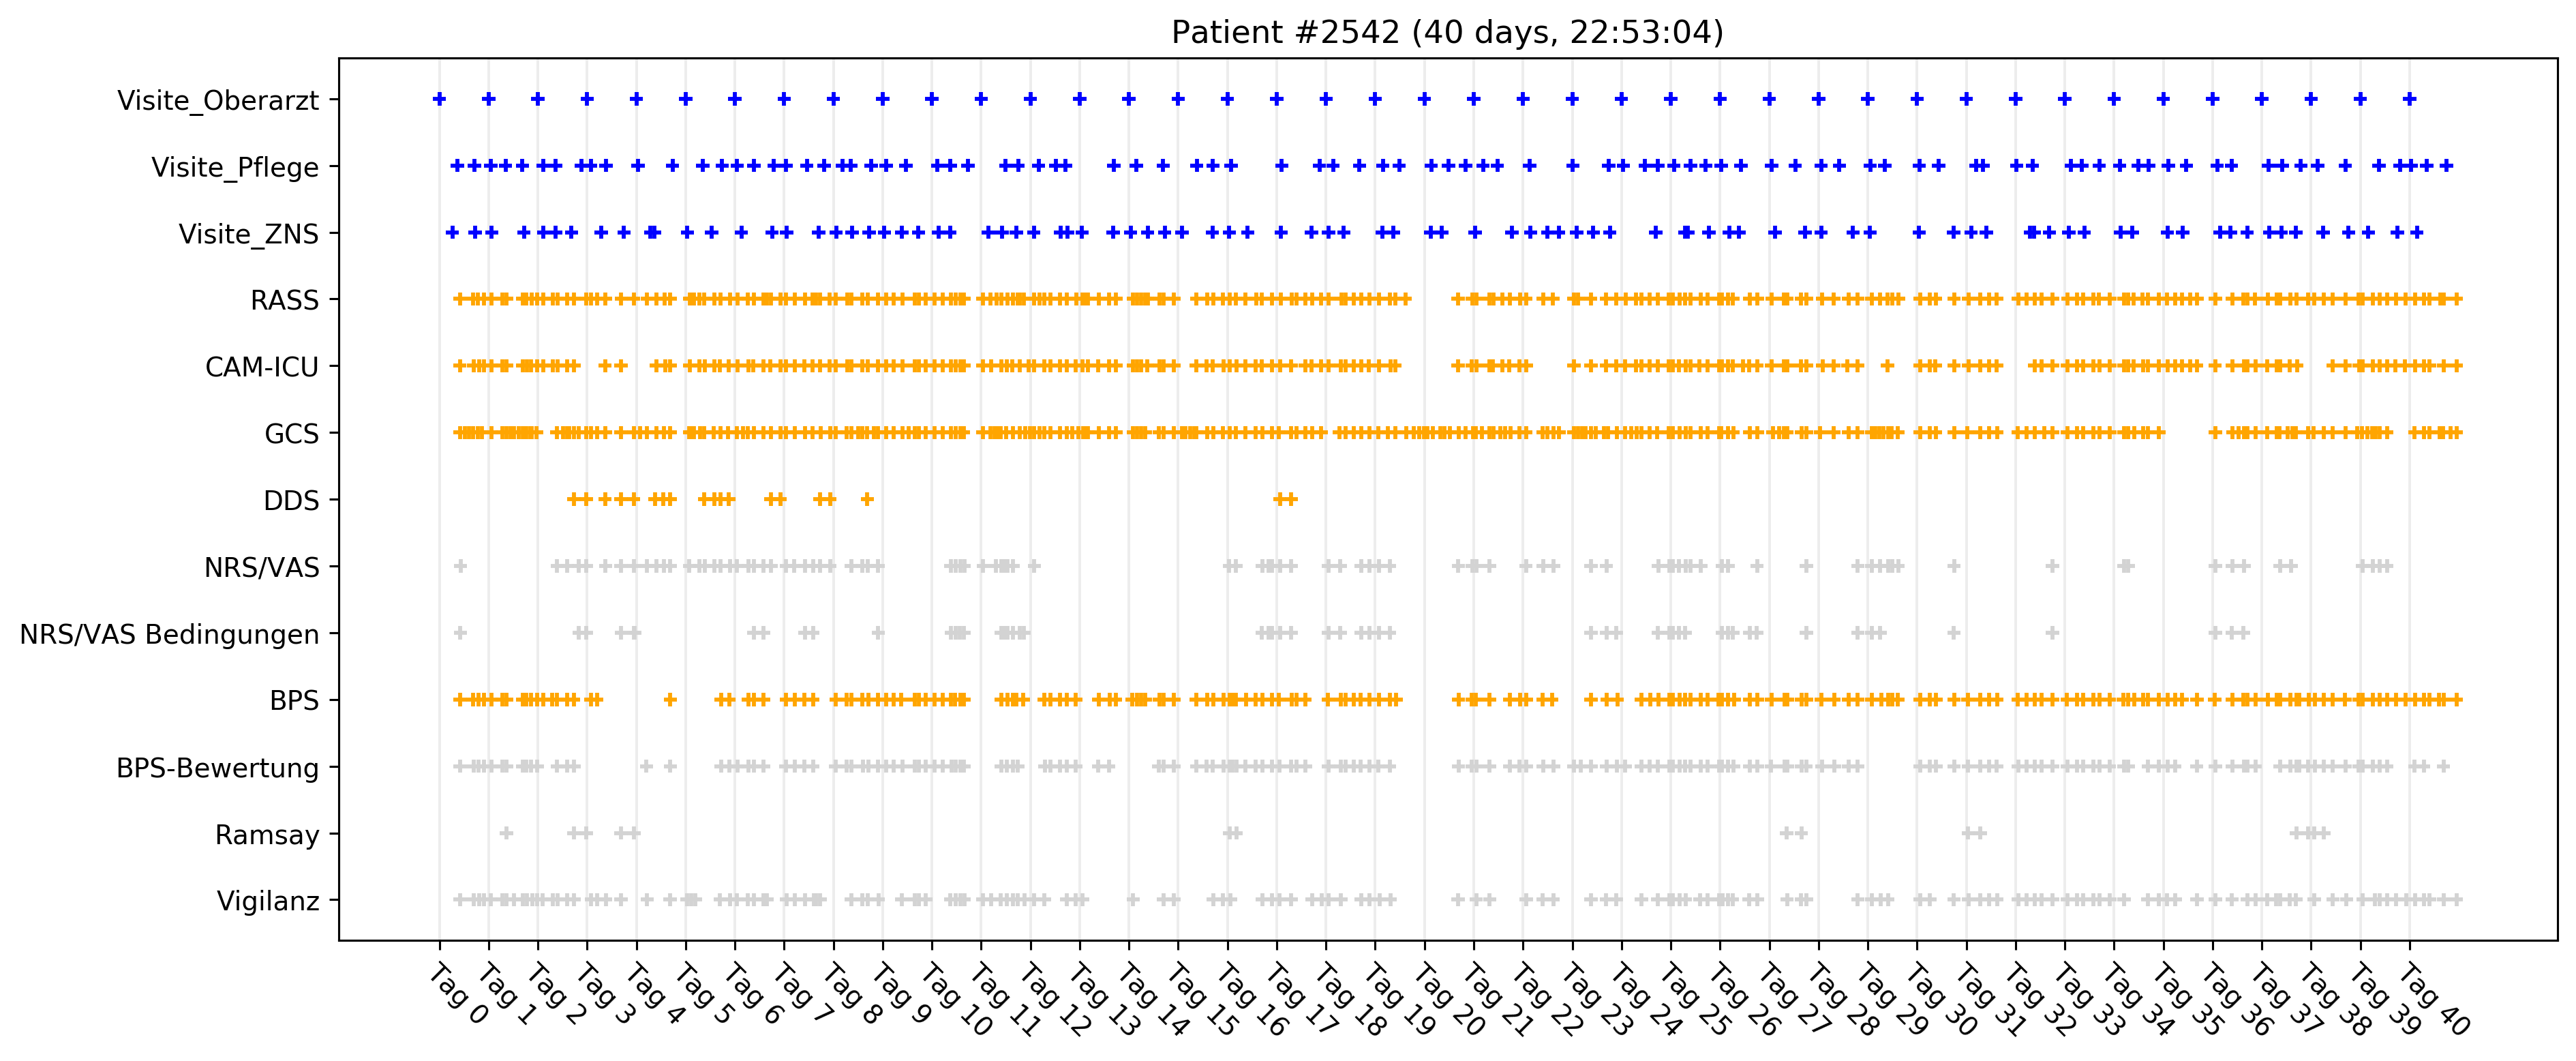 Patient #2542 (40 days, 22:53:04)
Visite_Oberarzt
Visite_Pflege
Visite_ZNS
RASS
CAM-ICU
GCS
DDS
NRS/VAS
NRS/VAS Bedingungen
BPS
BPS-Bewertung
Ramsay
Vigilanz
Tag 0
Tag 1
Tag 2
Tag 3
Tag 4
Tag 5
Tag 6
Tag 7
Tag 8
Tag 9
Tag 10
Tag 11
Tag 12
Tag 13
Tag 14
Tag 15
Tag 16
Tag 17
Tag 18
Tag 19
Tag 20
Tag 21
Tag 22
Tag 23
Tag 24
Tag 25
Tag 26
Tag 27
Tag 28
Tag 29
Tag 30
Tag 31
Tag 32
Tag 33
Tag 34
Tag 35
Tag 36
Tag 37
Tag 38
Tag 39
Tag 40